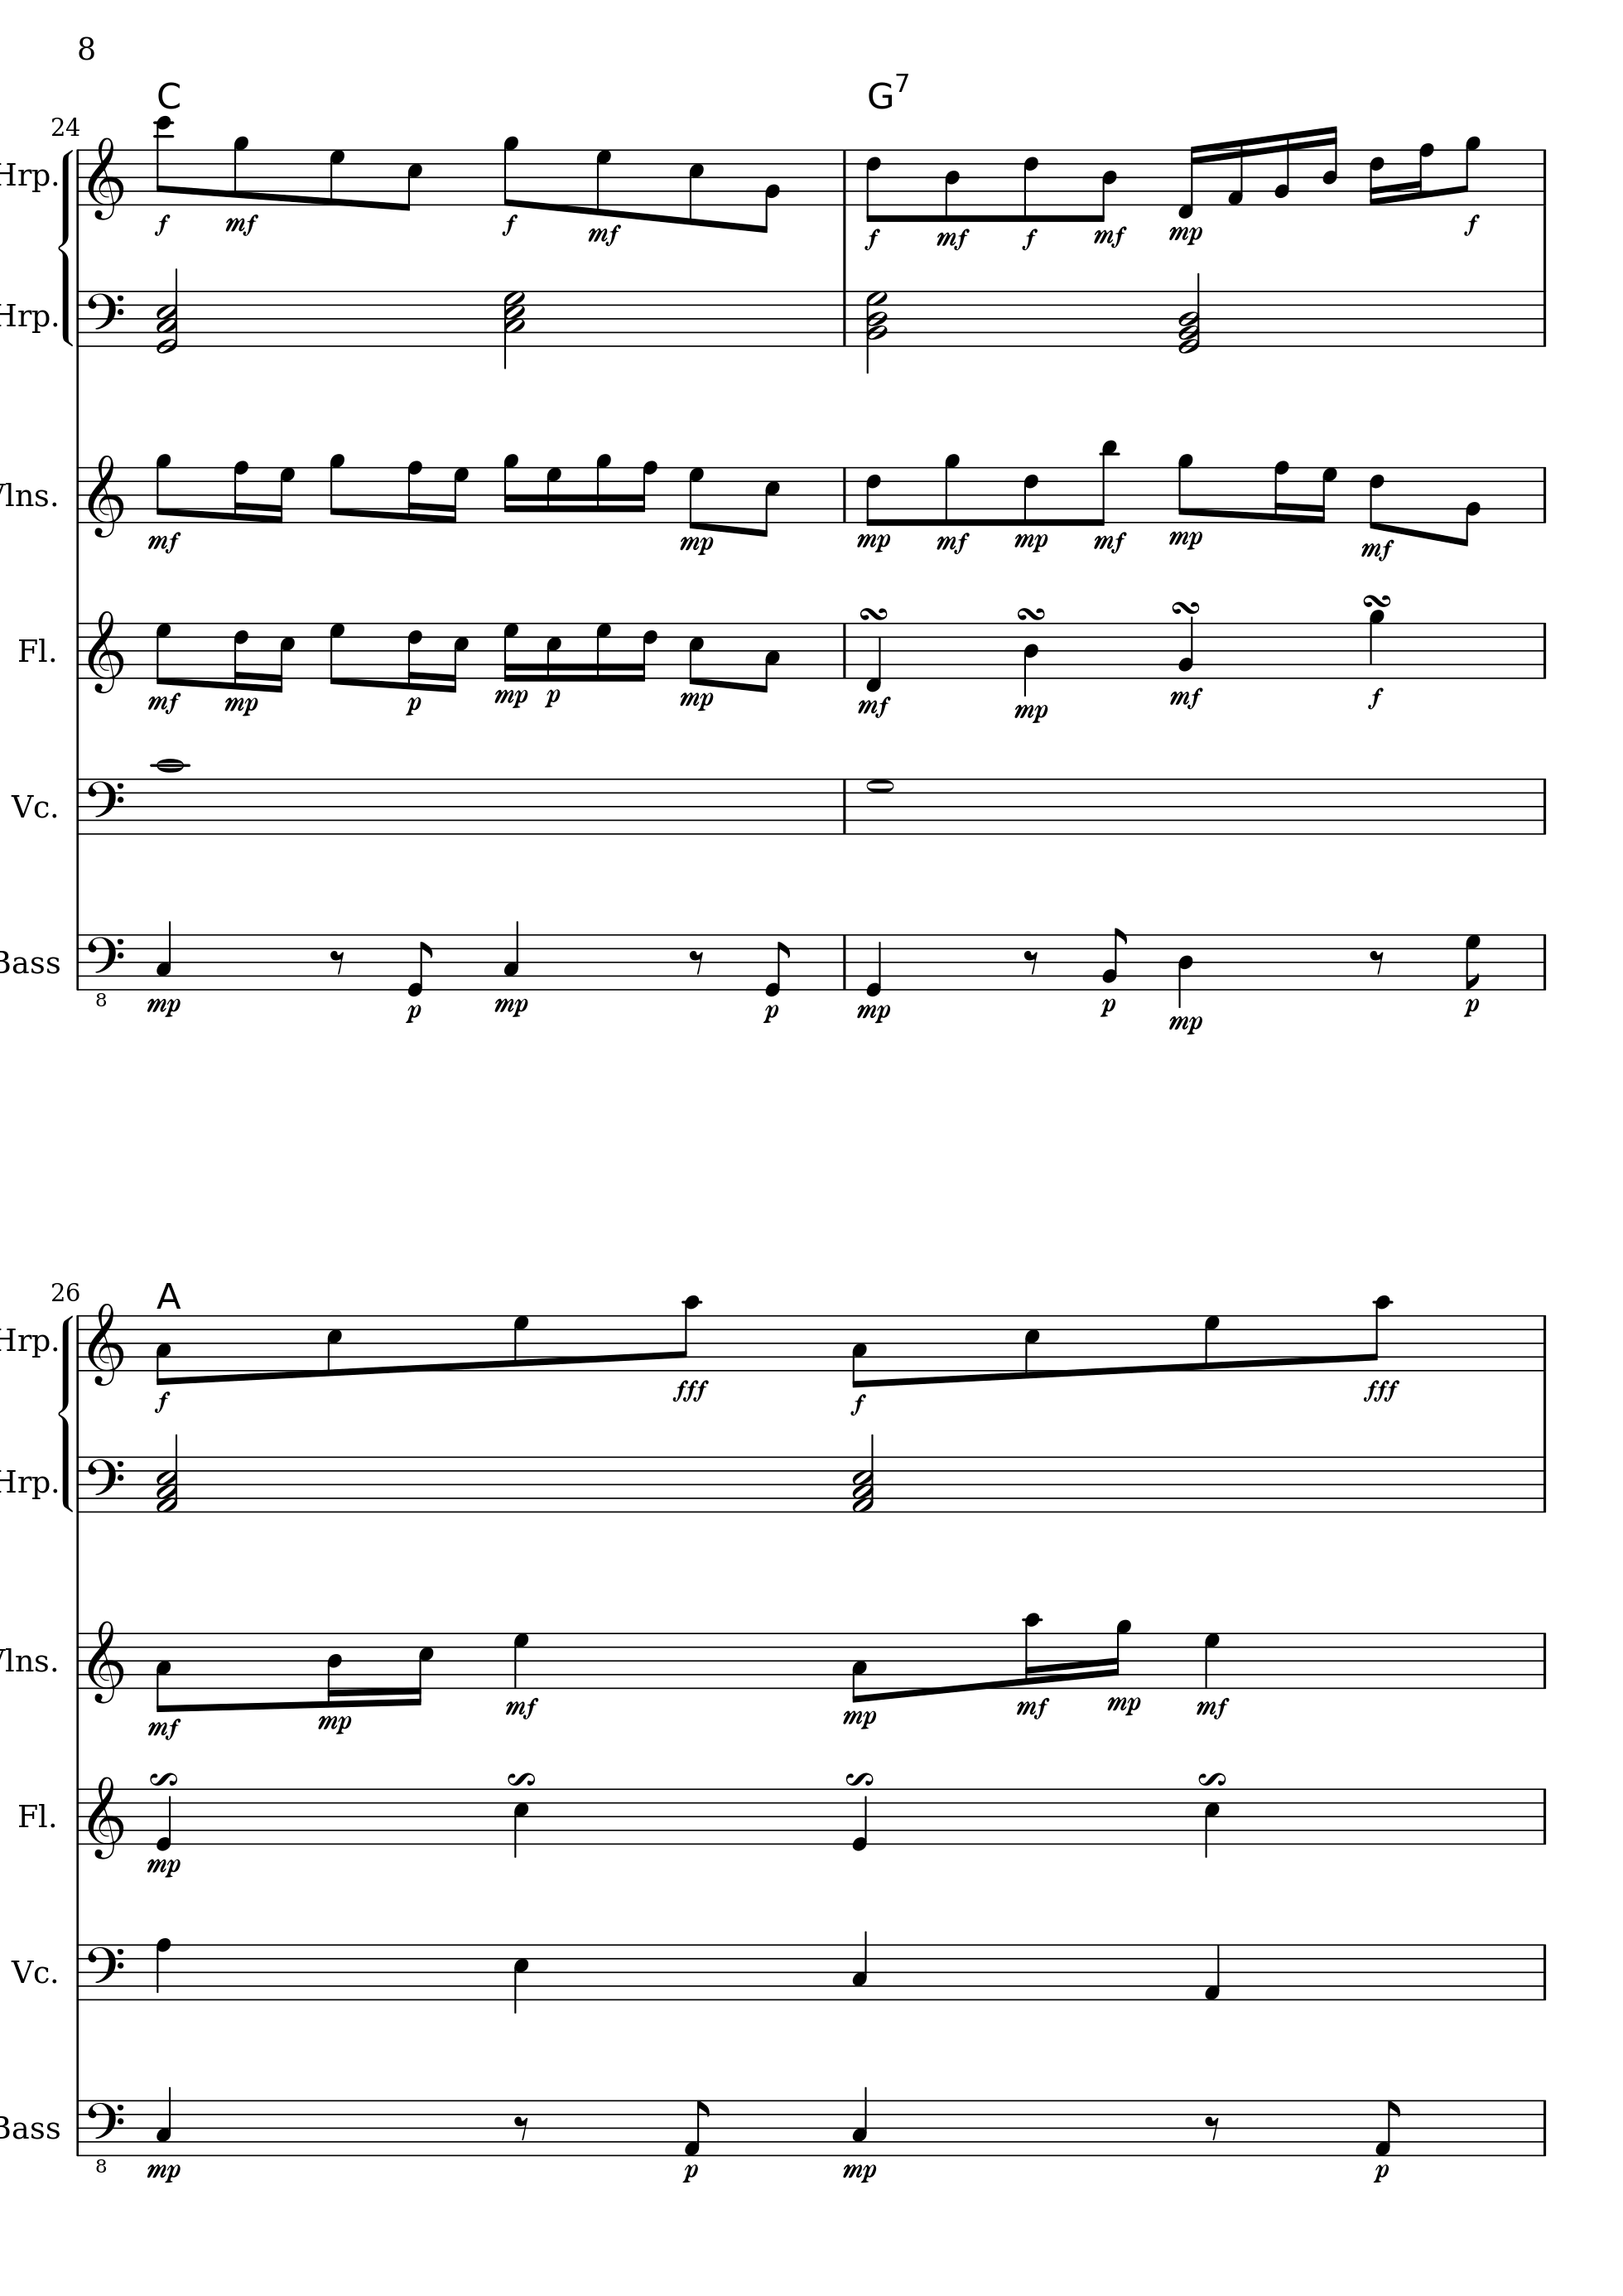 8
C G7
24
Hrp.
f mf f mf f mf f mf mp f
Hrp.
Vlns.
mf mp mp mf mp mf mp mf
Fl.
mf mp p mp p mp mf mp mf f
Vc.
Bass
8
mp p mp p mp p mp p
A
26
Hrp.
f fff f fff
Hrp.
Vlns.
mf mp mf mp mf mp mf
Fl.
mp
Vc.
Bass
8
mp p mp p